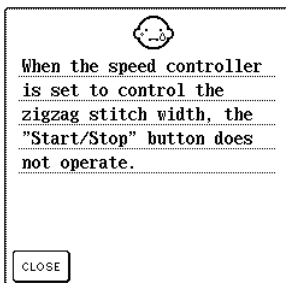 When the speed controller
is set to control the
zigzag stitch width, the
"Start/Stop" button does
not operate.
CLOSE